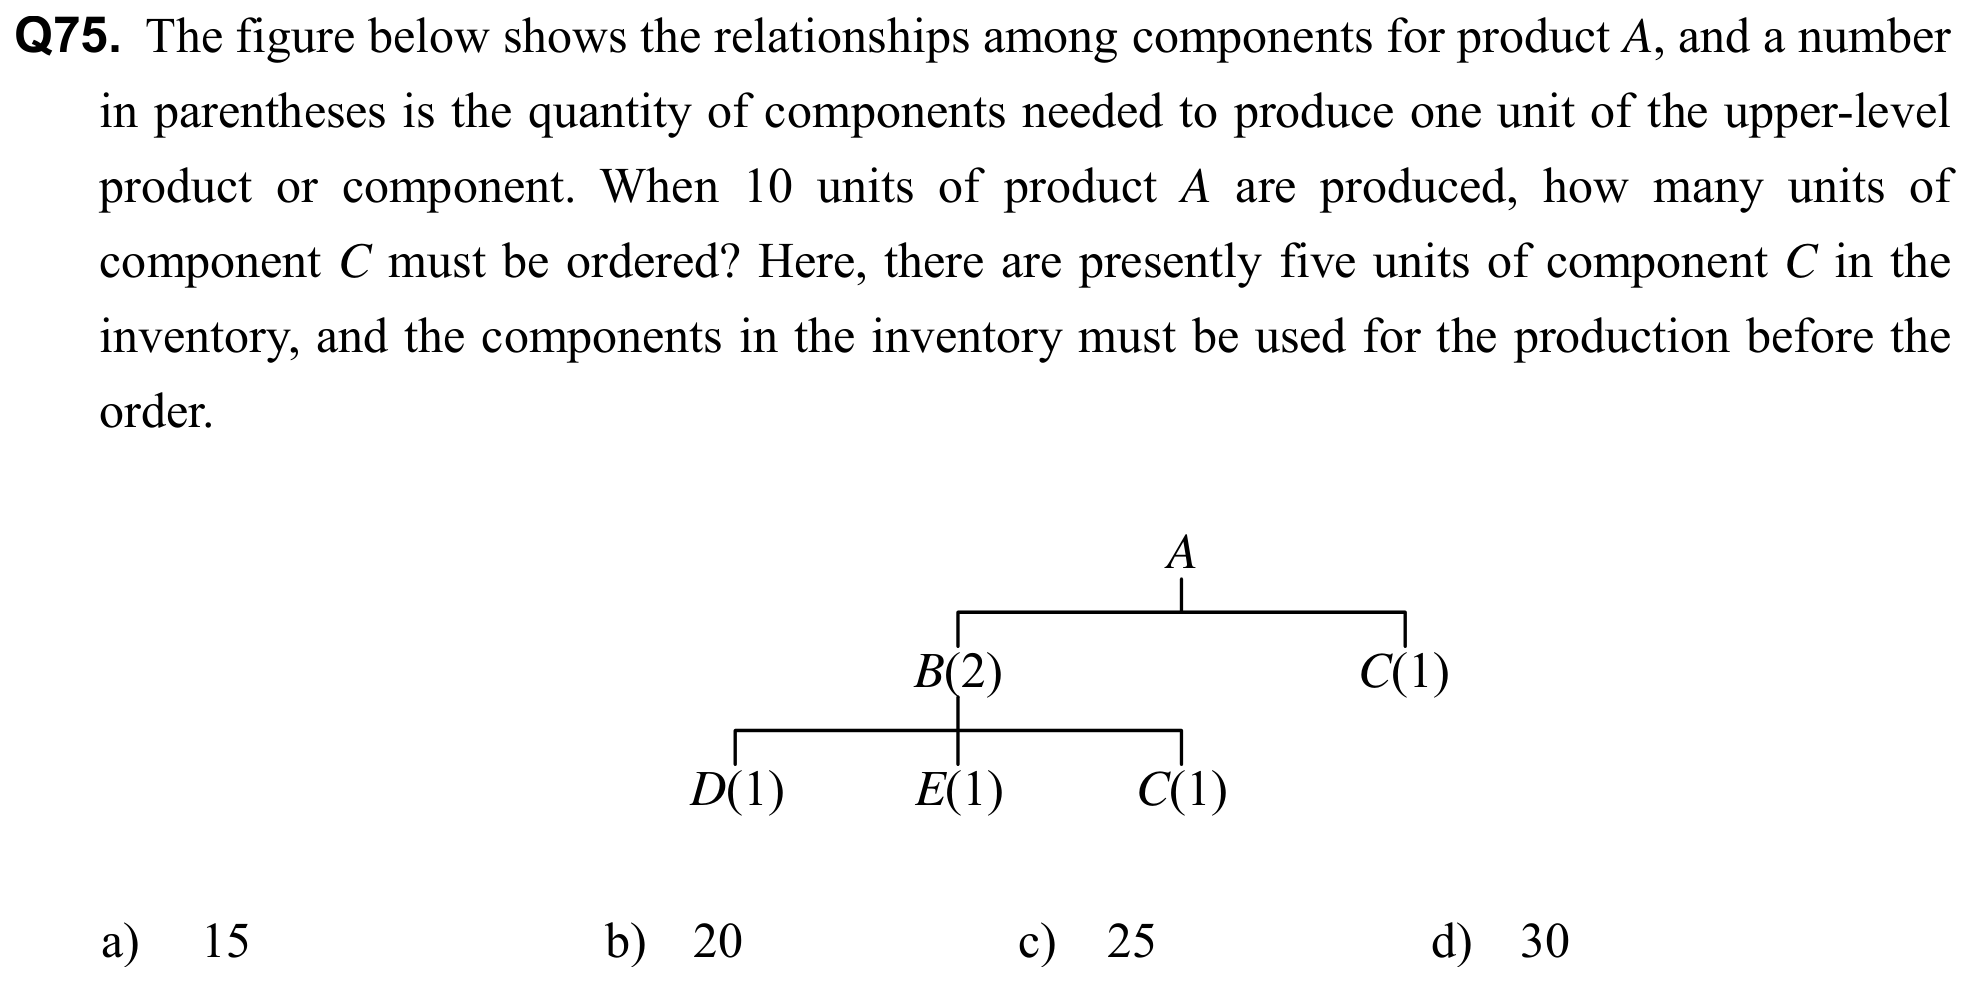 Q75. The figure below shows the relationships among components for product A, and a number
in parentheses is the quantity of components needed to produce one unit of the upper-level
product or component. When 10 units of product A are produced, how many units of
component C must be ordered? Here, there are presently five units of component C in the
inventory, and the components in the inventory must be used for the production before the
order.
A
B(2) C(1)
D(1) E(1) C(1)
a) 15 b) 20 c) 25 d) 30